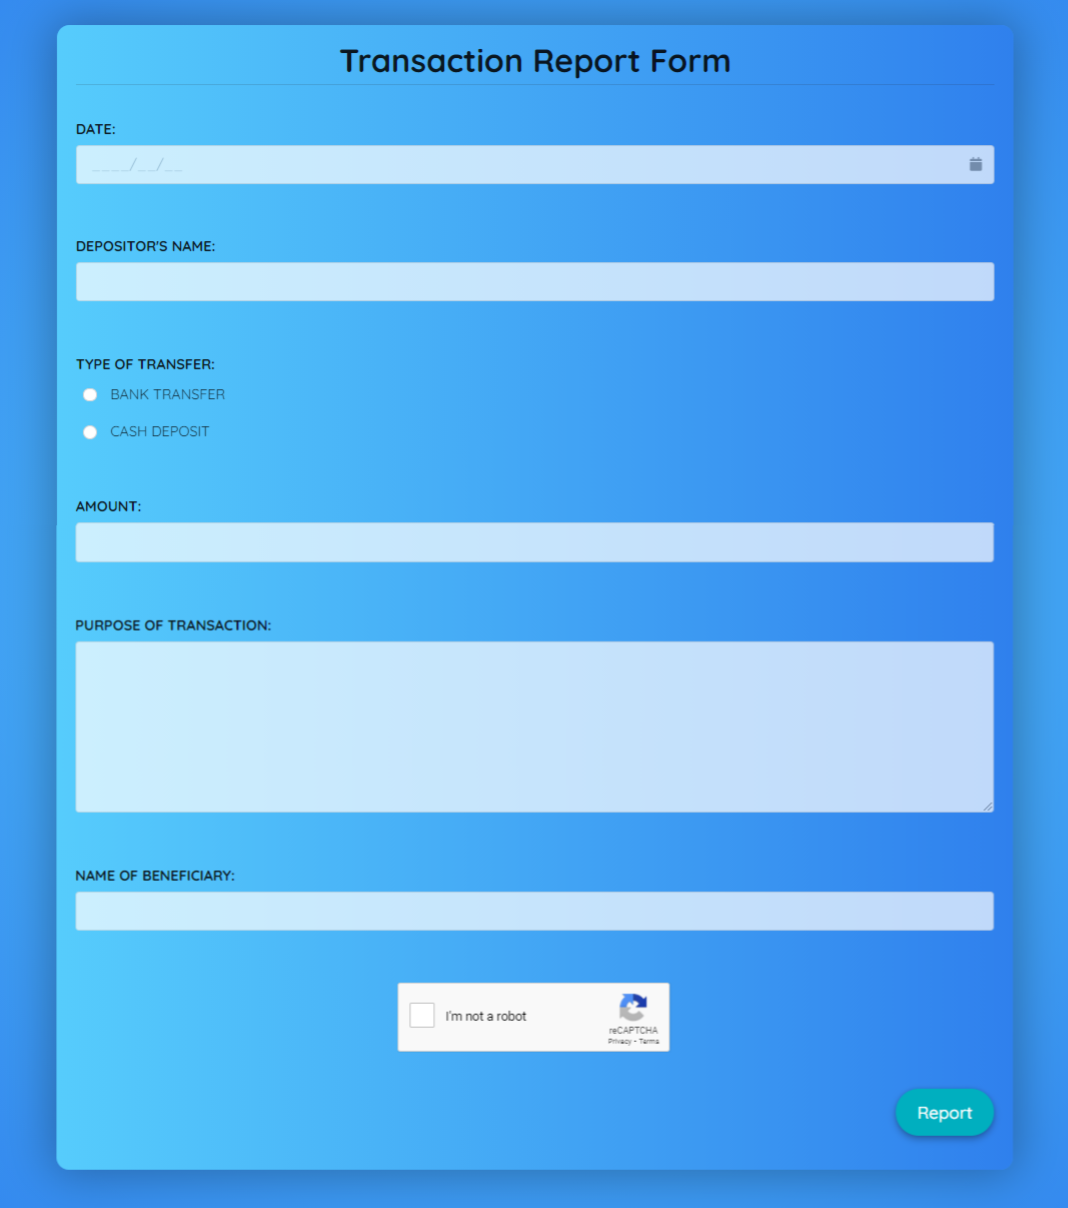 Transaction Report Form
DATE:
____/__/__
DEPOSITOR'S NAME:
TYPE OF TRANSFER:
BANK TRANSFER
CASH DEPOSIT
AMOUNT:
PURPOSE OF TRANSACTION:
NAME OF BENEFICIARY:
I'm not a robot
reCAPTCHA
Privacy - Terms
Report